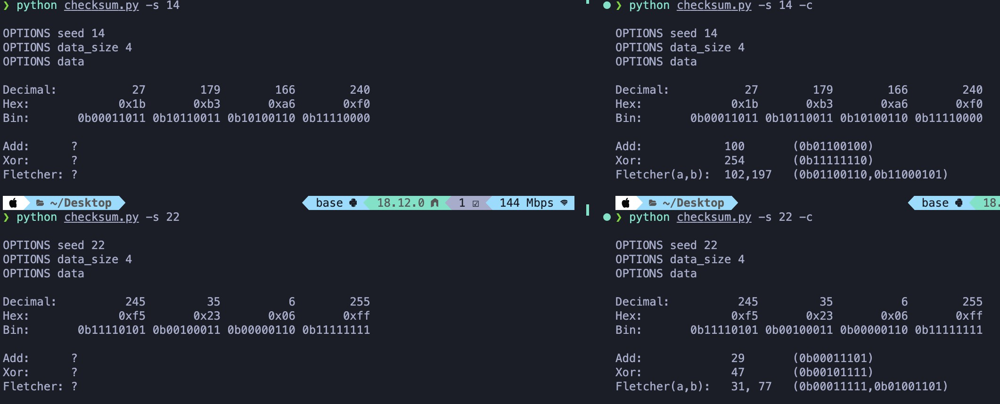 ❯ python checksum.py -s 14
OPTIONS seed 14
OPTIONS data_size 4
OPTIONS data
Decimal: 27 179 166 240
Hex: 0x1b 0xb3 0xa6 0xf0
Bin: 0b00011011 0b10110011 0b10100110 0b11110000
Add: ?
Xor: ?
Fletcher: ?
~/Desktop base 18.12.0 1 ☑ 144 Mbps
❯ python checksum.py -s 22
OPTIONS seed 22
OPTIONS data_size 4
OPTIONS data
Decimal: 245 35 6 255
Hex: 0xf5 0x23 0x06 0xff
Bin: 0b11110101 0b00100011 0b00000110 0b11111111
Add: ?
Xor: ?
Fletcher: ?
❯ python checksum.py -s 14 -c
OPTIONS seed 14
OPTIONS data_size 4
OPTIONS data
Decimal: 27 179 166 240
Hex: 0x1b 0xb3 0xa6 0xf0
Bin: 0b00011011 0b10110011 0b10100110 0b11110000
Add: 100 (0b01100100)
Xor: 254 (0b11111110)
Fletcher(a,b): 102,197 (0b01100110,0b11000101)
~/Desktop base 18.
❯ python checksum.py -s 22 -c
OPTIONS seed 22
OPTIONS data_size 4
OPTIONS data
Decimal: 245 35 6 255
Hex: 0xf5 0x23 0x06 0xff
Bin: 0b11110101 0b00100011 0b00000110 0b11111111
Add: 29 (0b00011101)
Xor: 47 (0b00101111)
Fletcher(a,b): 31, 77 (0b00011111,0b01001101)